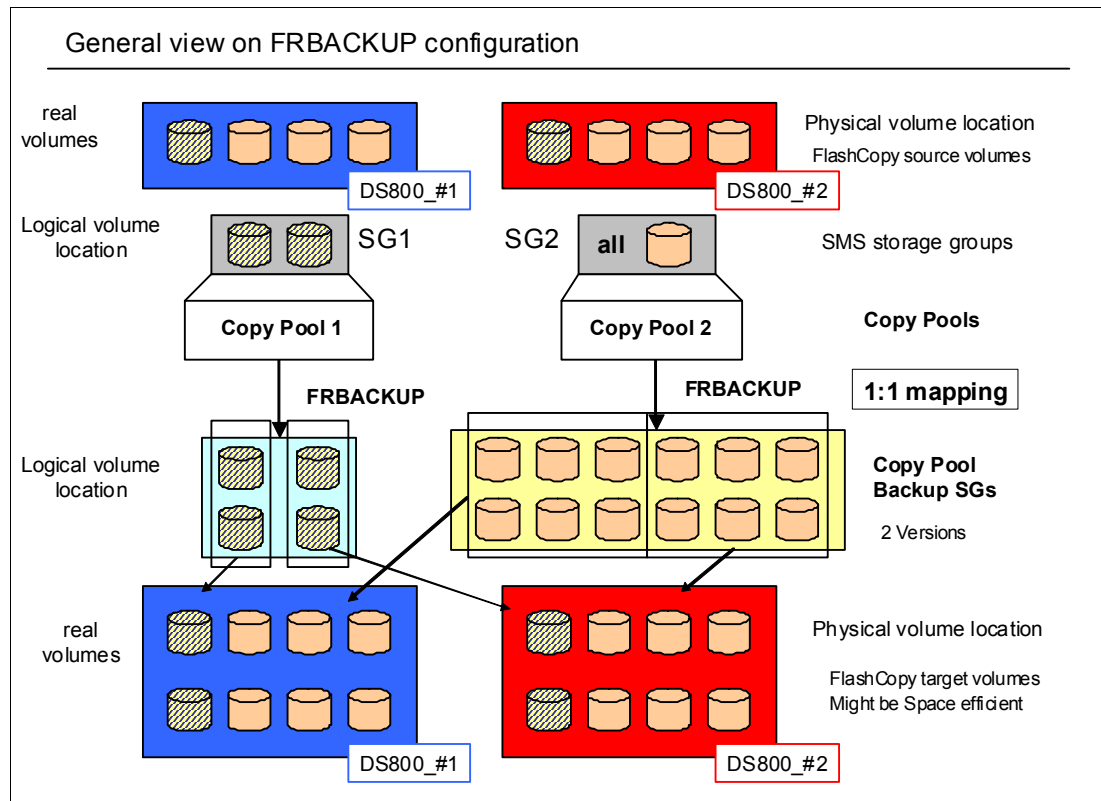 General view on FRBACKUP configuration
real
volumes
Physical volume location
FlashCopy source volumes
DS800_#1
DS800_#2
Logical volume
location
SG1
SG2
all
SMS storage groups
Copy Pool 1
Copy Pool 2
Copy Pools
FRBACKUP
FRBACKUP
1:1 mapping
Logical volume
location
Copy Pool
Backup SGs
2 Versions
real
volumes
Physical volume location
FlashCopy target volumes
Might be Space efficient
DS800_#1
DS800_#2